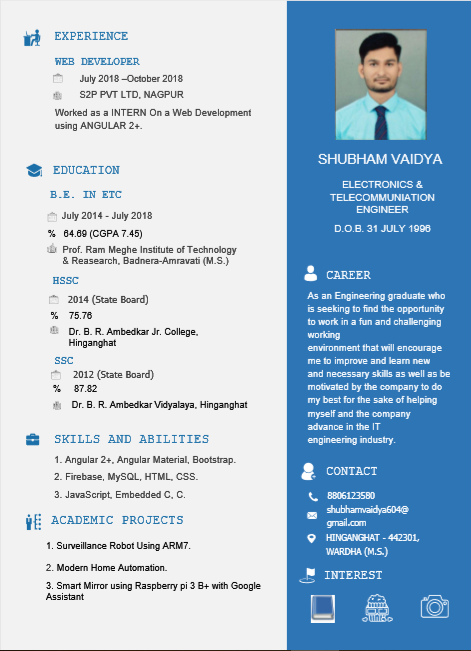 EXPERIENCE
WEB DEVELOPER
July 2018 –October 2018
S2P PVT LTD, NAGPUR
Worked as a INTERN On a Web Development
using ANGULAR 2+.
EDUCATION
B.E. IN ETC
July 2014 - July 2018
% 64.69 (CGPA 7.45)
Prof. Ram Meghe Institute of Technology
& Reasearch, Badnera-Amravati (M.S.)
HSSC
2014 (State Board)
% 75.76
Dr. B. R. Ambedkar Jr. College,
Hinganghat
SSC
2012 (State Board)
% 87.82
Dr. B. R. Ambedkar Vidyalaya, Hinganghat
SKILLS AND ABILITIES
1. Angular 2+, Angular Material, Bootstrap.
2. Firebase, MySQL, HTML, CSS.
3. JavaScript, Embedded C, C.
ACADEMIC PROJECTS
1. Surveillance Robot Using ARM7.
2. Modern Home Automation.
3. Smart Mirror using Raspberry pi 3 B+ with Google
Assistant
SHUBHAM VAIDYA
ELECTRONICS &
TELECOMMUNIATION
ENGINEER
D.O.B. 31 JULY 1996
CAREER
As an Engineering graduate who
is seeking to find the opportunity
to work in a fun and challenging
working
environment that will encourage
me to improve and learn new
and necessary skills as well as be
motivated by the company to do
my best for the sake of helping
myself and the company
advance in the IT
engineering industry.
CONTACT
8806123580
shubhamvaidya604@
gmail.com
HINGANGHAT - 442301,
WARDHA (M.S.)
INTEREST